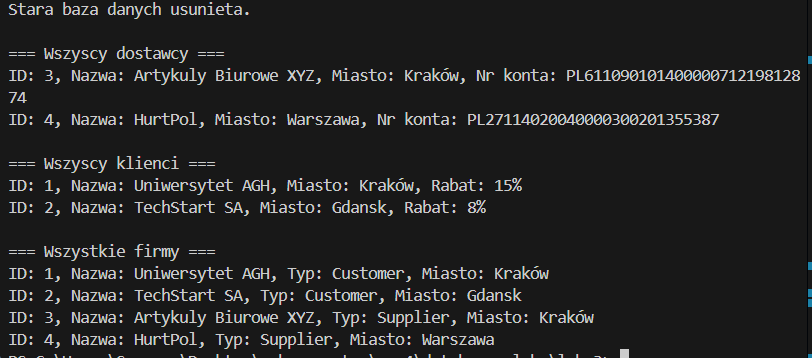 Stara baza danych usunieta.
=== Wszyscy dostawcy ===
ID: 3, Nazwa: Artykuly Biurowe XYZ, Miasto: Kraków, Nr konta: PL611090101400000712198128
74
ID: 4, Nazwa: HurtPol, Miasto: Warszawa, Nr konta: PL27114020040000300201355387
=== Wszyscy klienci ===
ID: 1, Nazwa: Uniwersytet AGH, Miasto: Kraków, Rabat: 15%
ID: 2, Nazwa: TechStart SA, Miasto: Gdansk, Rabat: 8%
=== Wszystkie firmy ===
ID: 1, Nazwa: Uniwersytet AGH, Typ: Customer, Miasto: Kraków
ID: 2, Nazwa: TechStart SA, Typ: Customer, Miasto: Gdansk
ID: 3, Nazwa: Artykuly Biurowe XYZ, Typ: Supplier, Miasto: Kraków
ID: 4, Nazwa: HurtPol, Typ: Supplier, Miasto: Warszawa